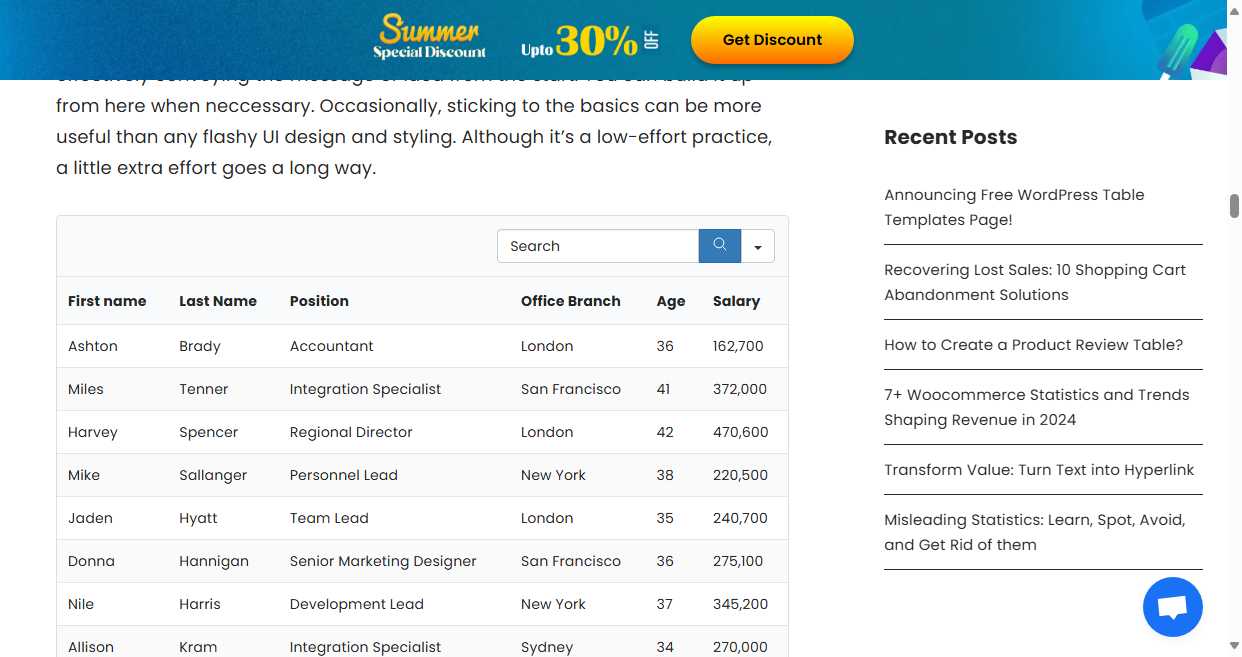 Summer
Special Discount
Upto 30% OFF
Get Discount
from here when neccessary. Occasionally, sticking to the basics can be more
useful than any flashy UI design and styling. Although it’s a low-effort practice,
a little extra effort goes a long way.
Search
First name Last Name Position Office Branch Age Salary
Ashton Brady Accountant London 36 162,700
Miles Tenner Integration Specialist San Francisco 41 372,000
Harvey Spencer Regional Director London 42 470,600
Mike Sallanger Personnel Lead New York 38 220,500
Jaden Hyatt Team Lead London 35 240,700
Donna Hannigan Senior Marketing Designer San Francisco 36 275,100
Nile Harris Development Lead New York 37 345,200
Allison Kram Integration Specialist Sydney 34 270,000
Recent Posts
Announcing Free WordPress Table
Templates Page!
Recovering Lost Sales: 10 Shopping Cart
Abandonment Solutions
How to Create a Product Review Table?
7+ Woocommerce Statistics and Trends
Shaping Revenue in 2024
Transform Value: Turn Text into Hyperlink
Misleading Statistics: Learn, Spot, Avoid,
and Get Rid of them